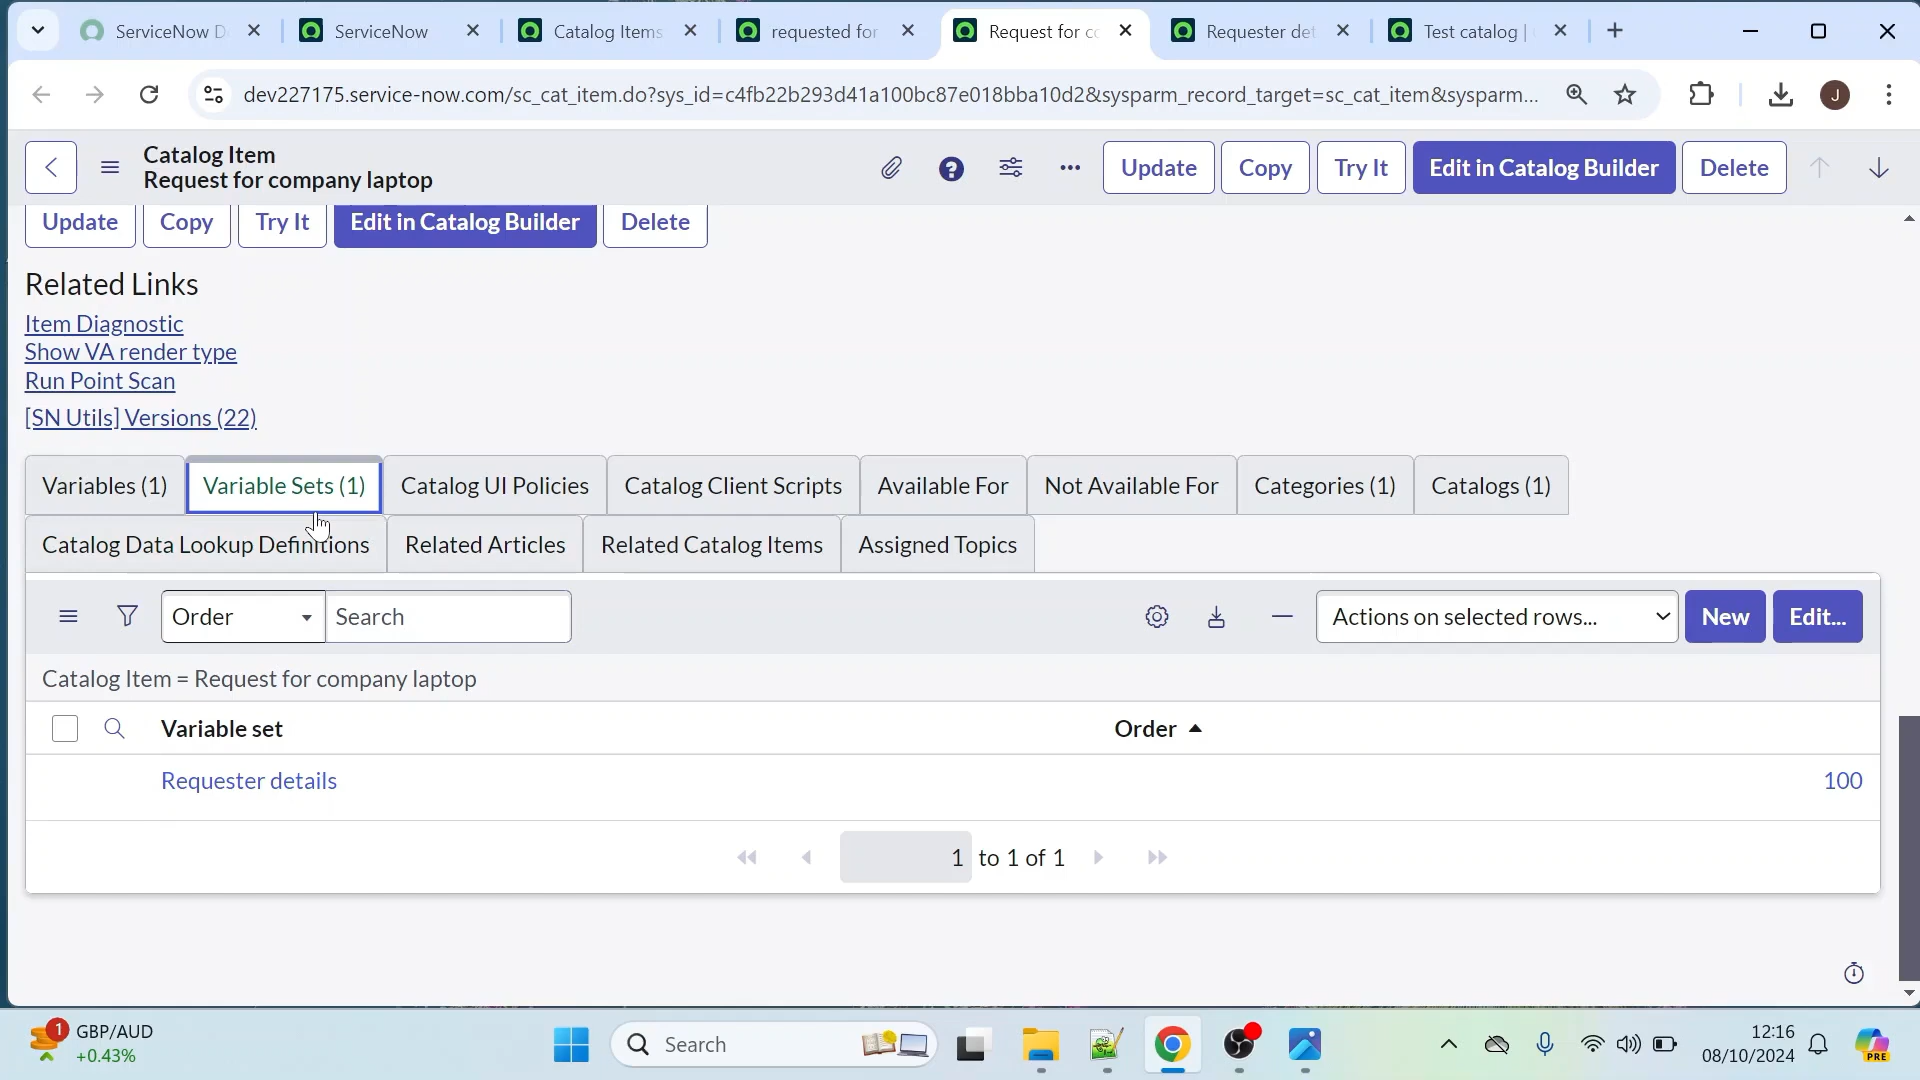 ServiceNow D
ServiceNow
Catalog Items
requested for
Request for cc
Requester det
Test catalog |
dev227175.service-now.com/sc_cat_item.do?sys_id=c4fb22b293d41a100bc87e018bba10d2&sysparm_record_target=sc_cat_item&sysparm...
J
Catalog Item
Request for company laptop
Update
Copy
Try It
Edit in Catalog Builder
Delete
Update
Copy
Try It
Edit in Catalog Builder
Delete
Related Links
Item Diagnostic
Show VA render type
Run Point Scan
[SN Utils] Versions (22)
Variables (1)
Variable Sets (1)
Catalog UI Policies
Catalog Client Scripts
Available For
Not Available For
Categories (1)
Catalogs (1)
Catalog Data Lookup Definitions
Related Articles
Related Catalog Items
Assigned Topics
Order
Search
Actions on selected rows...
New
Edit...
Catalog Item = Request for company laptop
Variable set
Order
Requester details
100
1 to 1 of 1
1
GBP/AUD
+0.43%
Search
12:16
08/10/2024
PRE